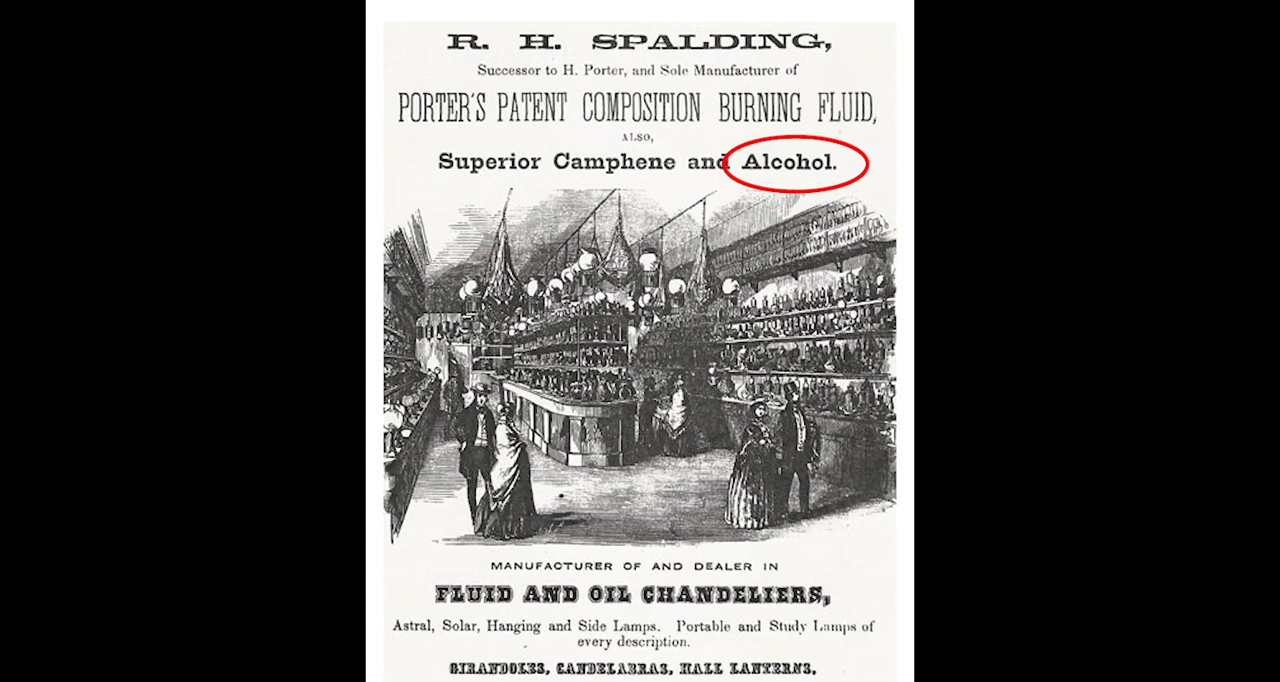 R. H. SPALDING,
Successor to H. Porter, and Sole Manufacturer of
PORTER'S PATENT COMPOSITION BURNING FLUID,
ALSO,
Superior Camphene and Alcohol.
MANUFACTURER OF AND DEALER IN
FLUID AND OIL CHANDELIERS,
Astral, Solar, Hanging and Side Lamps. Portable and Study Lamps of
every description.
GIRANDOLES, CANDELABRAS, HALL LANTERNS,